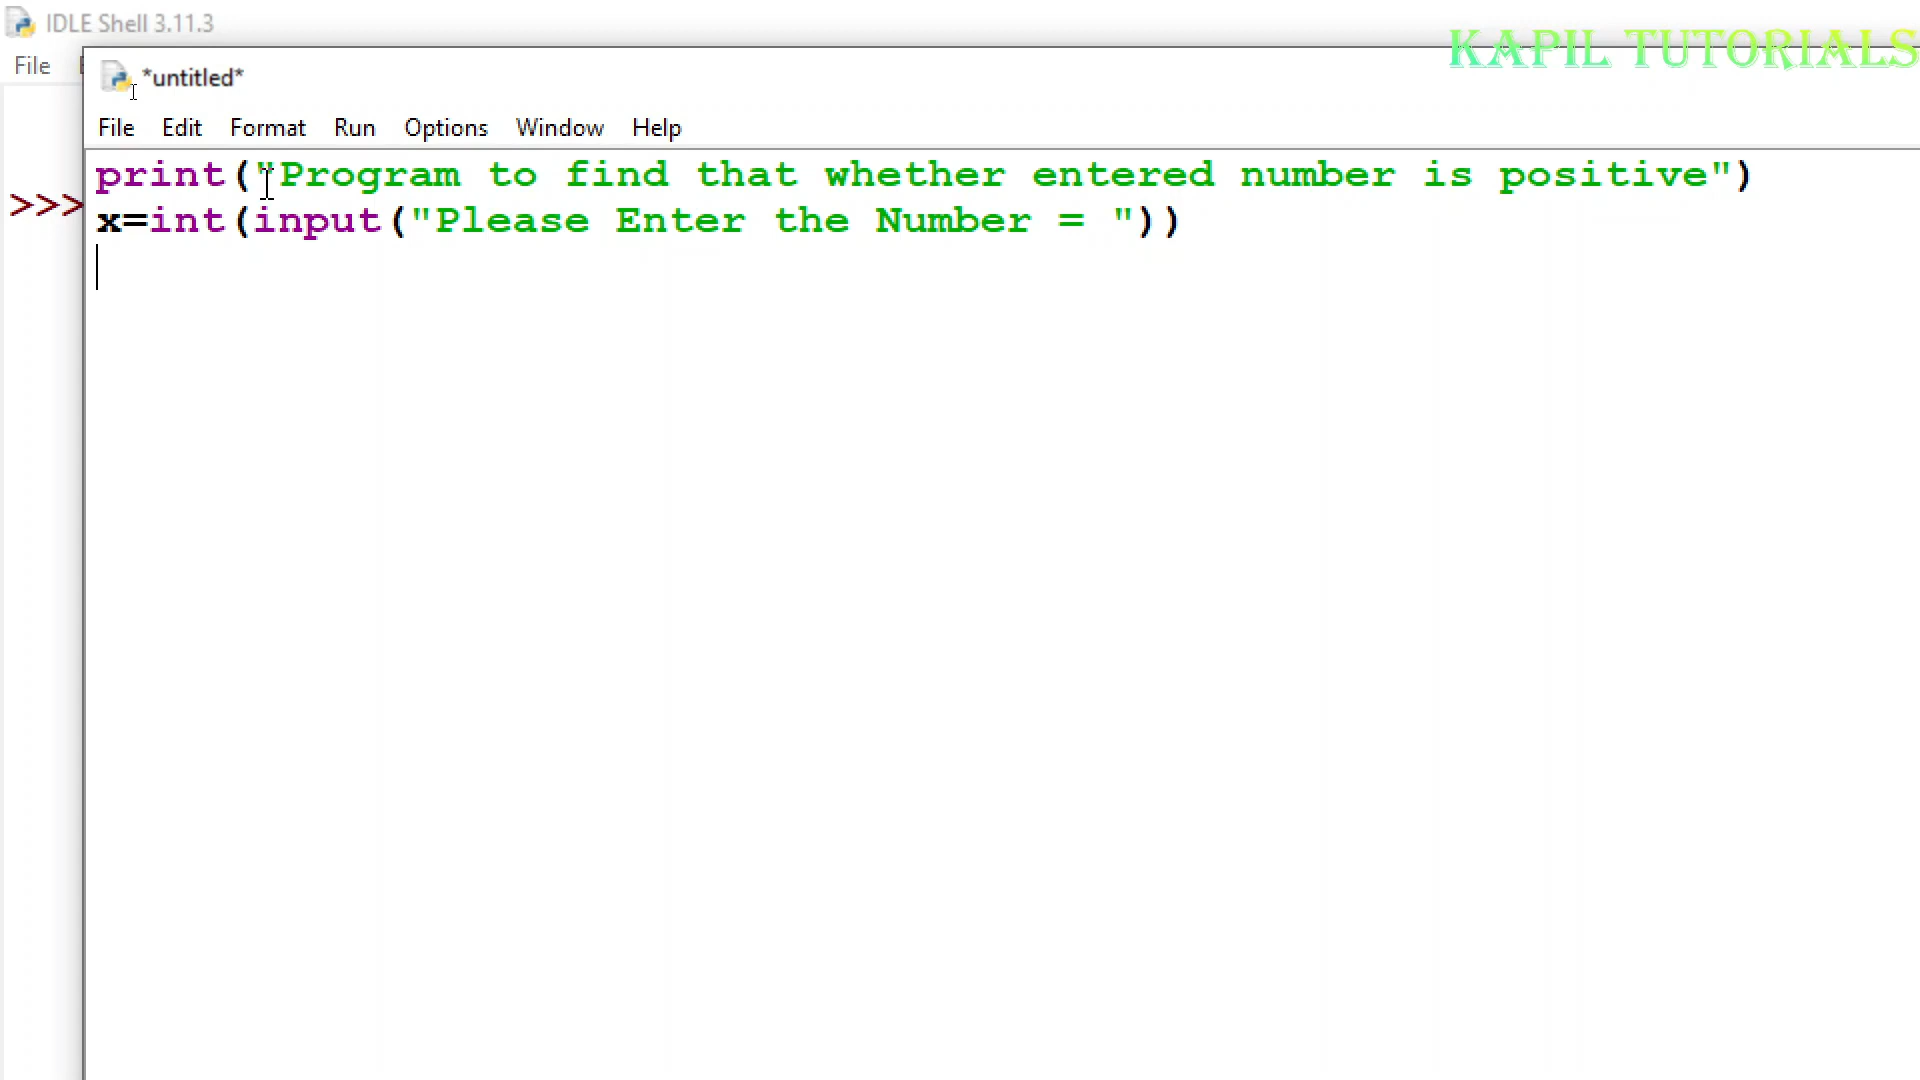 IDLE Shell 3.11.3
KAPIL TUTORIALS
File
*untitled*
File Edit Format Run Options Window Help
print("Program to find that whether entered number is positive")
>>>
x=int(input("Please Enter the Number = "))